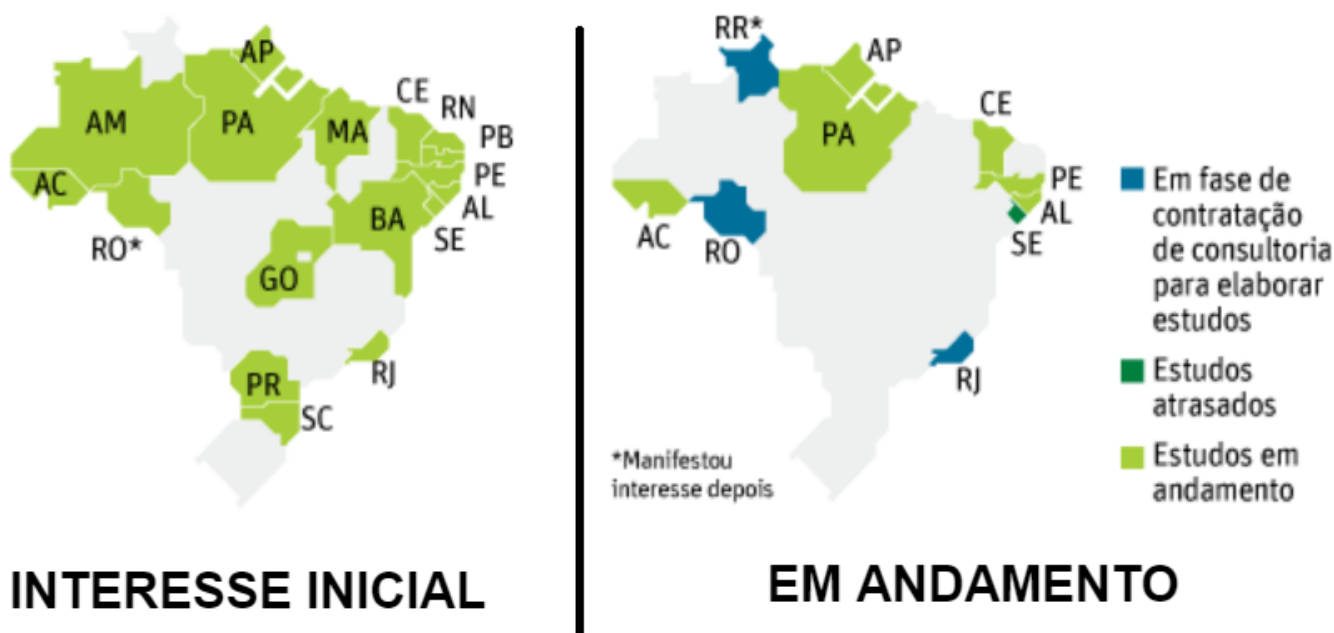 AP
AM
PA
MA
CE
RN
PB
PE
AL
SE
AC
RO*
BA
GO
RJ
PR
SC
INTERESSE INICIAL
RR*
AP
CE
PA
PE
AL
SE
AC
RO
RJ
*Manifestou
interesse depois
Em fase de
contratação
de consultoria
para elaborar
estudos
Estudos
atrasados
Estudos em
andamento
EM ANDAMENTO